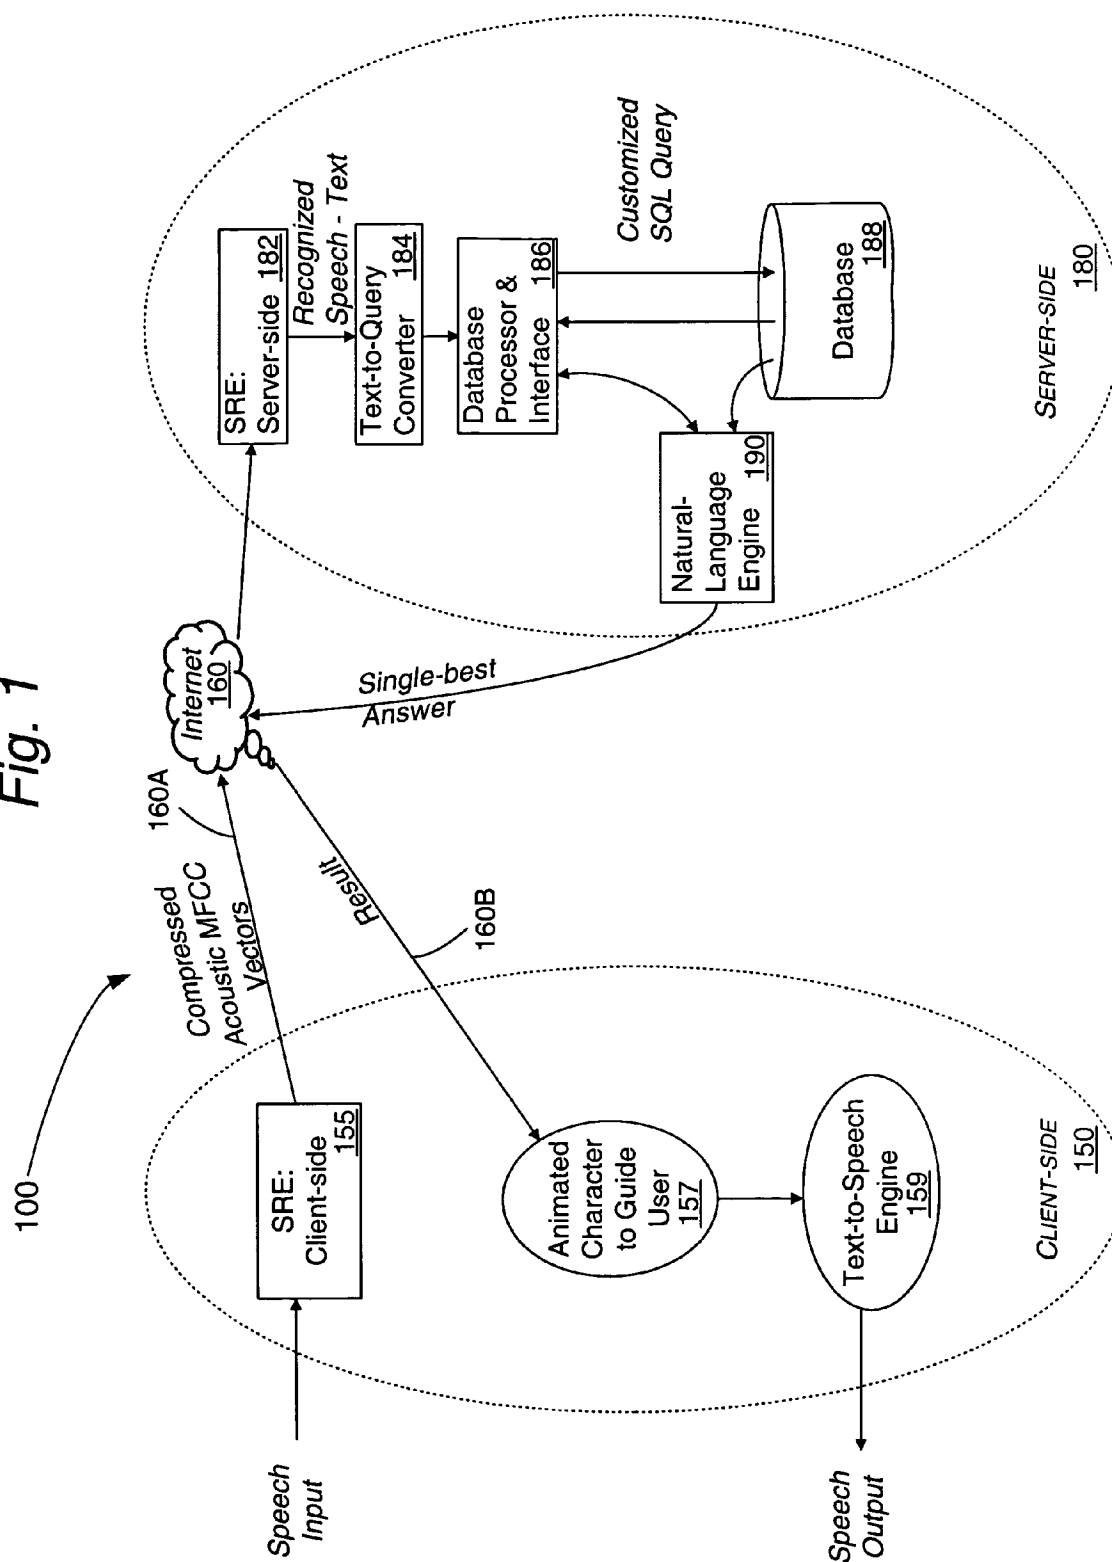 Fig. 1
100
Speech
Input
SRE:
Client-side
155
Compressed
Acoustic MFCC
Vectors
160A
Internet
160
Result
160B
Animated
Character
to Guide
User
157
Text-to-Speech
Engine
159
Speech
Output
CLIENT-SIDE
150
SRE:
Server-side 182
Recognized
Speech - Text
Text-to-Query
Converter 184
Database
Processor &
Interface 186
Customized
SQL Query
Database
188
Natural-
Language
Engine 190
Single-best
Answer
SERVER-SIDE
180